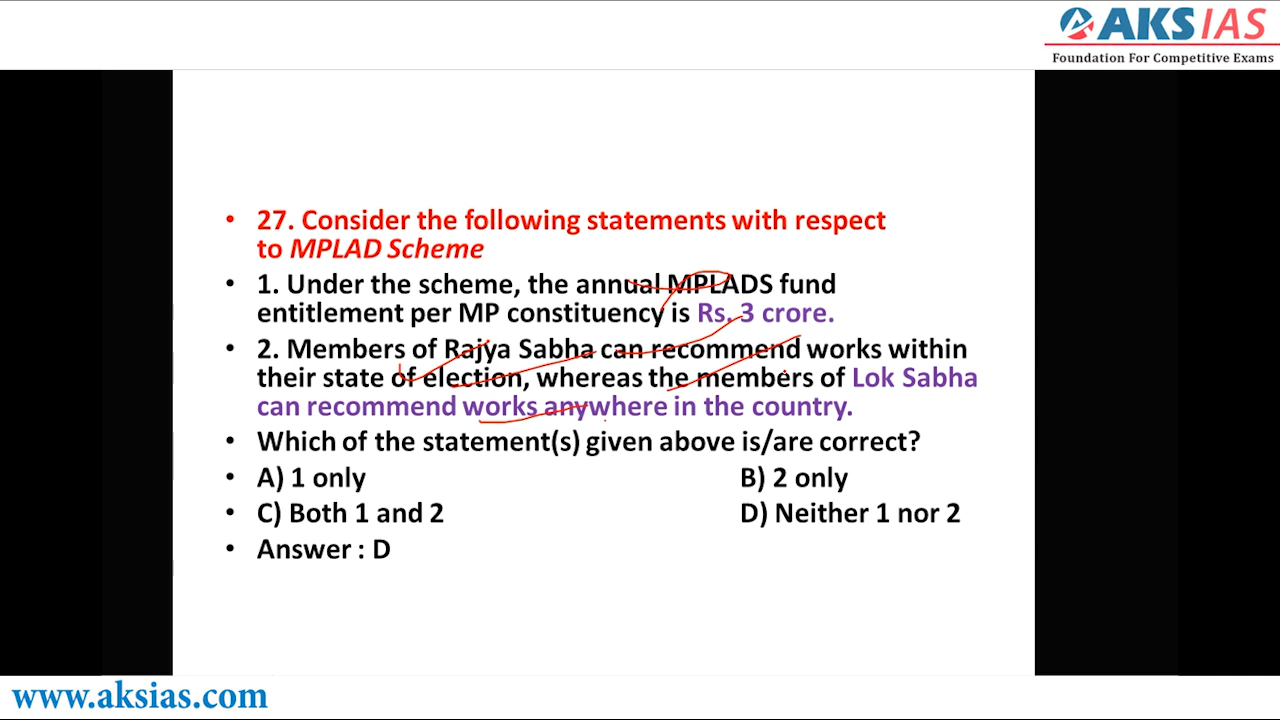 AKS IAS
Foundation For Competitive Exams
• 27. Consider the following statements with respect
to MPLAD Scheme
• 1. Under the scheme, the annual MPLADS fund
entitlement per MP constituency is Rs. 3 crore.
• 2. Members of Rajya Sabha can recommend works within
their state of election, whereas the members of Lok Sabha
can recommend works anywhere in the country.
• Which of the statement(s) given above is/are correct?
• A) 1 only B) 2 only
• C) Both 1 and 2 D) Neither 1 nor 2
• Answer : D
www.aksias.com